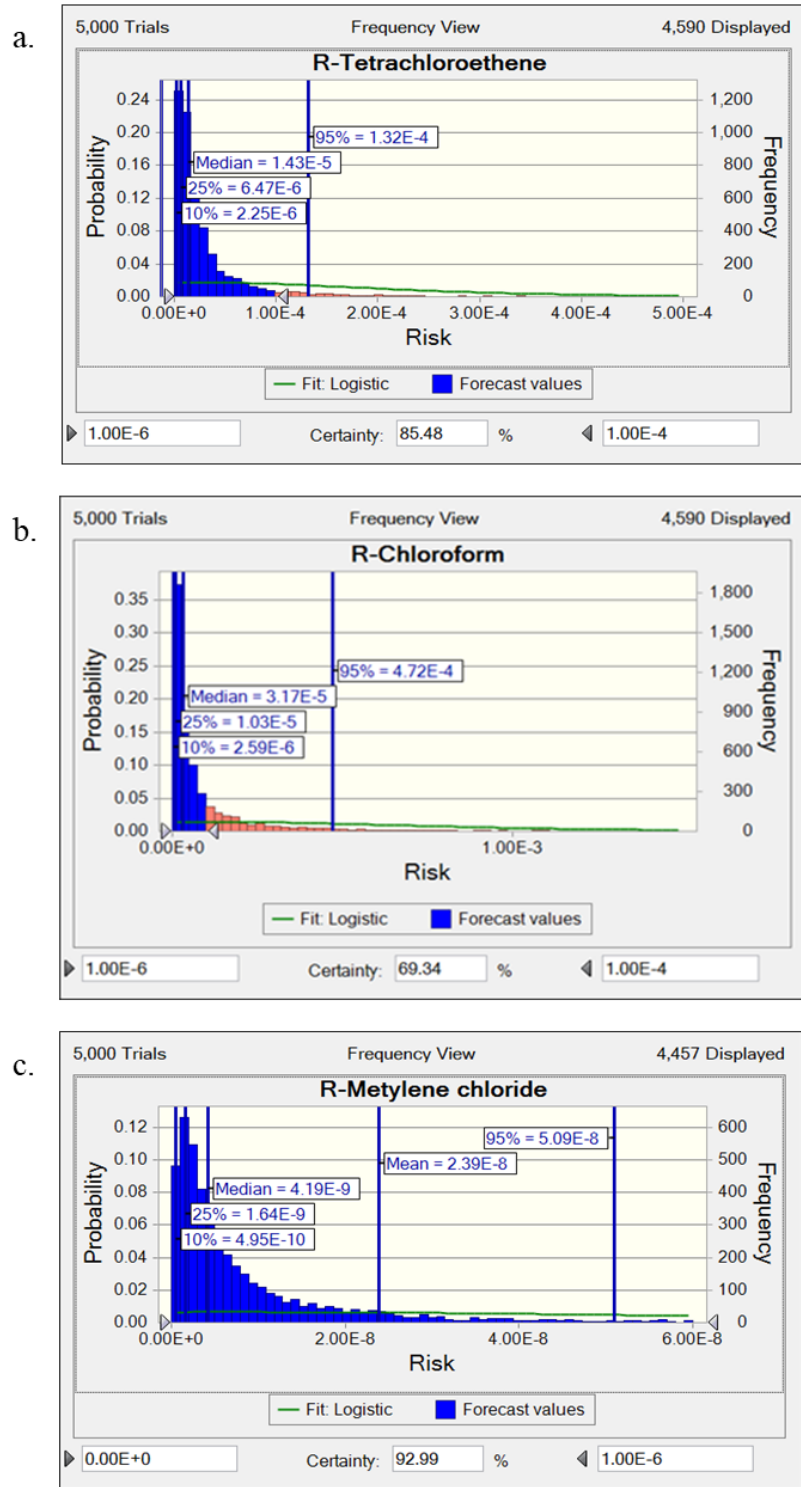 a.
5,000 Trials Frequency View 4,590 Displayed
R-Tetrachloroethene
Probability
Frequency
0.24
0.20
0.16
0.12
0.08
0.04
0.00
1,200
1,000
800
600
400
200
0
95% = 1.32E-4
Median = 1.43E-5
25% = 6.47E-6
10% = 2.25E-6
0.00E+0 1.00E-4 2.00E-4 3.00E-4 4.00E-4 5.00E-4
Risk
Fit: Logistic Forecast values
1.00E-6 Certainty: 85.48 % 1.00E-4
b.
5,000 Trials Frequency View 4,590 Displayed
R-Chloroform
Probability
Frequency
0.35
0.30
0.25
0.20
0.15
0.10
0.05
0.00
1,800
1,500
1,200
900
600
300
0
95% = 4.72E-4
Median = 3.17E-5
25% = 1.03E-5
10% = 2.59E-6
0.00E+0 1.00E-3
Risk
Fit: Logistic Forecast values
1.00E-6 Certainty: 69.34 % 1.00E-4
c.
5,000 Trials Frequency View 4,457 Displayed
R-Metylene chloride
Probability
Frequency
0.12
0.10
0.08
0.06
0.04
0.02
0.00
600
500
400
300
200
100
0
95% = 5.09E-8
Mean = 2.39E-8
Median = 4.19E-9
25% = 1.64E-9
10% = 4.95E-10
0.00E+0 2.00E-8 4.00E-8 6.00E-8
Risk
Fit: Logistic Forecast values
0.00E+0 Certainty: 92.99 % 1.00E-6